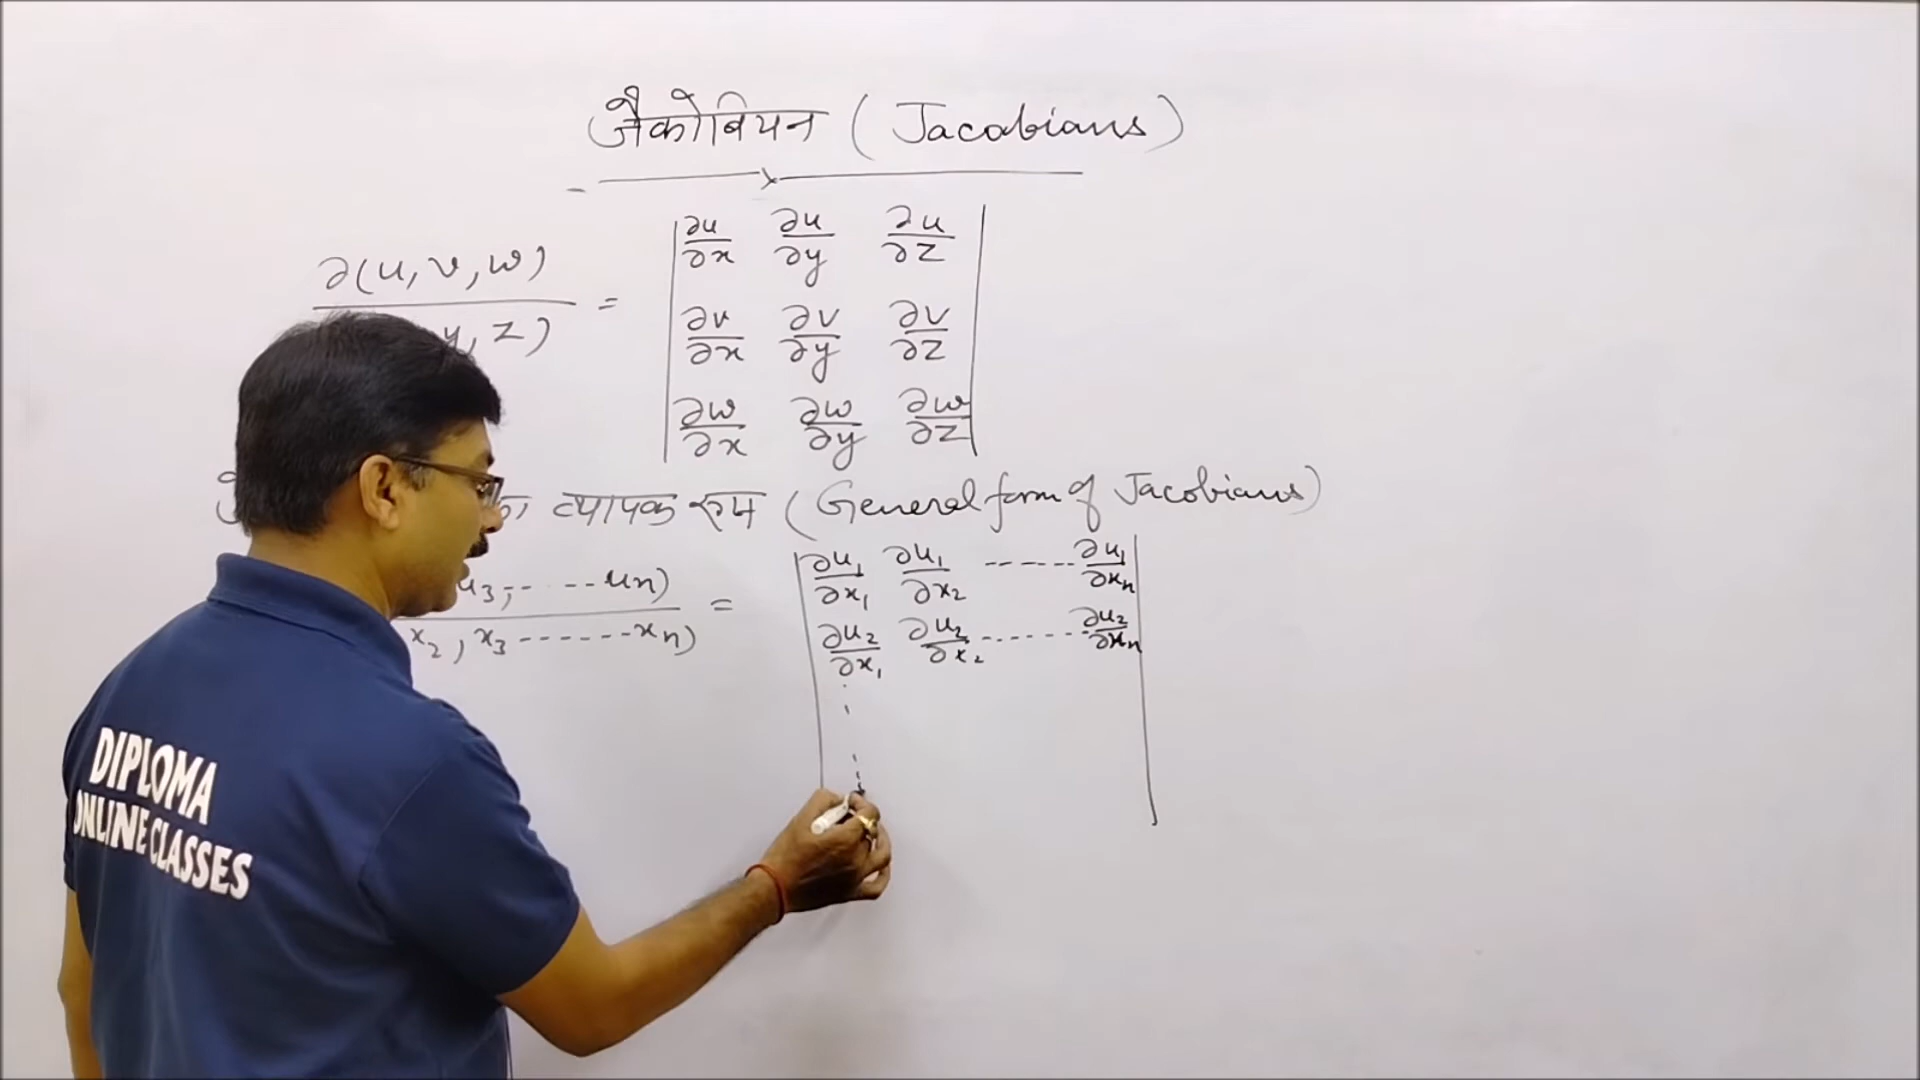 जैकोबियन ( Jacobians )
∂(u, v, w) = | ∂u/∂x ∂u/∂y ∂u/∂z |
y, z) | ∂v/∂x ∂v/∂y ∂v/∂z |
| ∂w/∂x ∂w/∂y ∂w/∂z |
व्यापक रूप ( General form of Jacobians )
u3, - - - - un) = | ∂u1/∂x1 ∂u1/∂x2 ------ ∂u1/∂xn |
x2, x3 ------ xn) | ∂u2/∂x1 ∂u2/∂x2 ------- ∂u2/∂xn |
DIPLOMA
ONLINE CLASSES